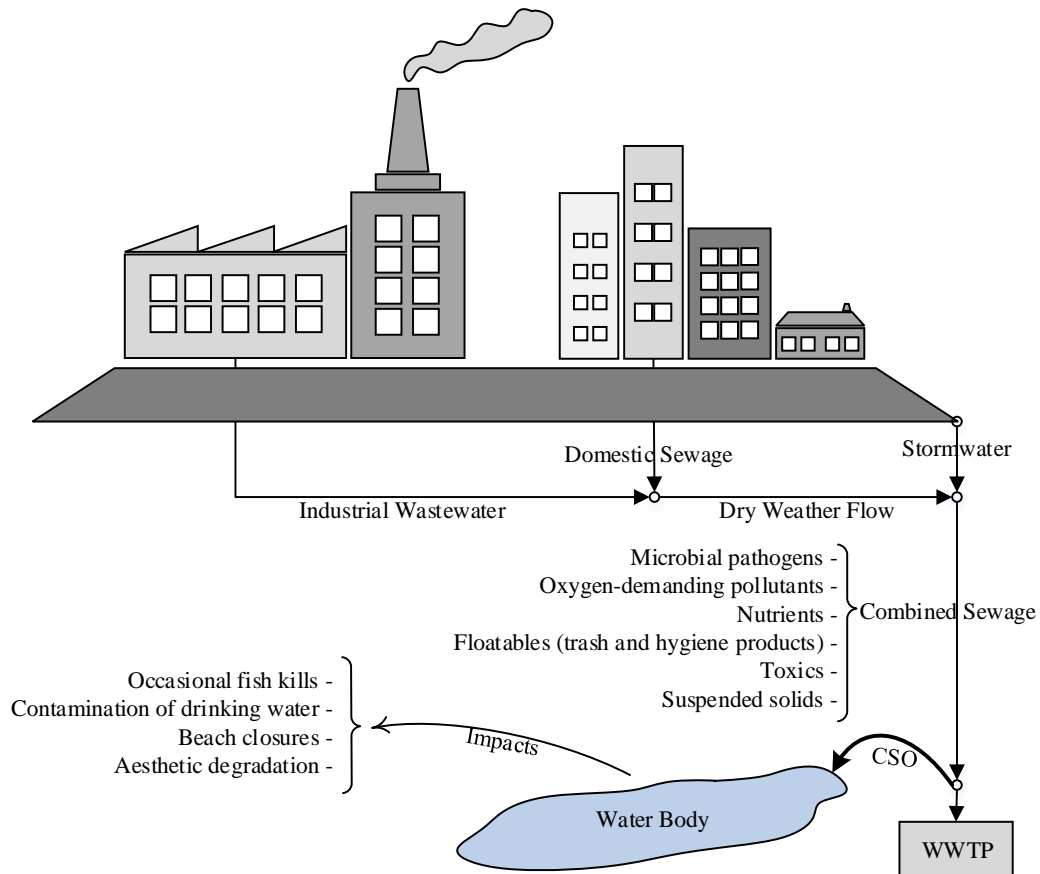 Domestic Sewage
Stormwater
Industrial Wastewater
Dry Weather Flow
Microbial pathogens -
Oxygen-demanding pollutants -
Nutrients -
Floatables (trash and hygiene products) -
Toxics -
Suspended solids -
Combined Sewage
Occasional fish kills -
Contamination of drinking water -
Beach closures -
Aesthetic degradation -
Impacts
CSO
Water Body
WWTP